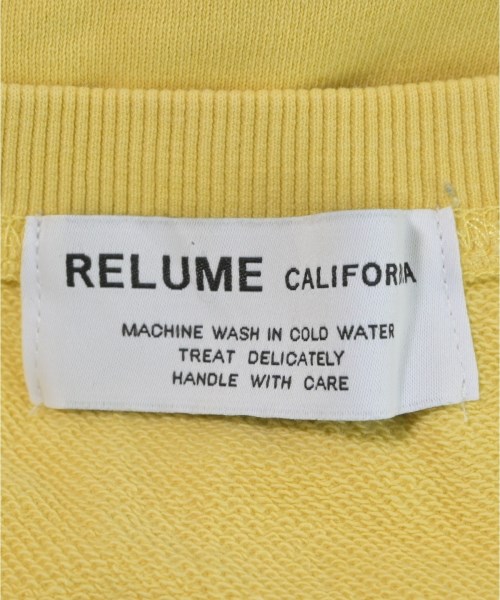 RELUME CALIFORNIA
MACHINE WASH IN COLD WATER
TREAT DELICATELY
HANDLE WITH CARE